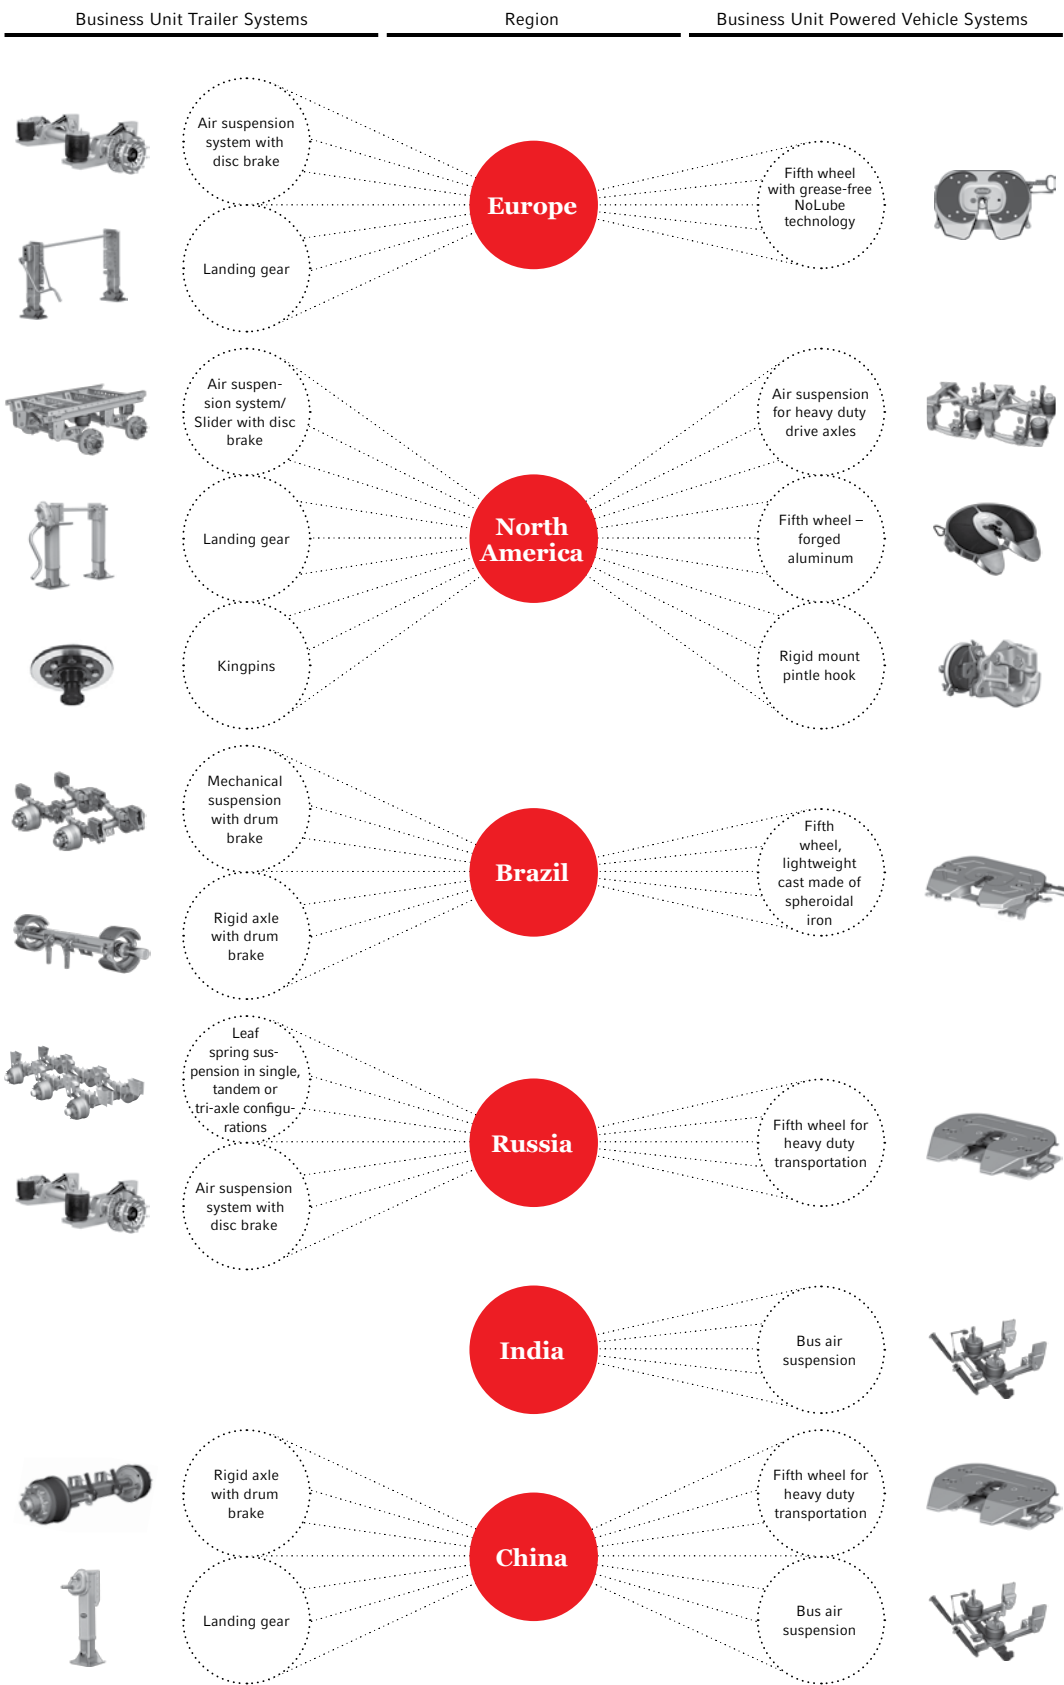 Business Unit Trailer Systems
Region
Business Unit Powered Vehicle Systems
Air suspension
system with
disc brake
Landing gear
Europe
Fifth wheel
with grease-free
NoLube
technology
Air suspen-
sion system/
Slider with disc
brake
Landing gear
Kingpins
North
America
Air suspension
for heavy duty
drive axles
Fifth wheel –
forged
aluminum
Rigid mount
pintle hook
Mechanical
suspension
with drum
brake
Rigid axle
with drum
brake
Brazil
Fifth
wheel,
lightweight
cast made of
spheroidal
iron
Leaf
spring sus-
pension in single,
tandem or
tri-axle configu-
rations
Air suspension
system with
disc brake
Russia
Fifth wheel for
heavy duty
transportation
India
Bus air
suspension
Rigid axle
with drum
brake
Landing gear
China
Fifth wheel for
heavy duty
transportation
Bus air
suspension